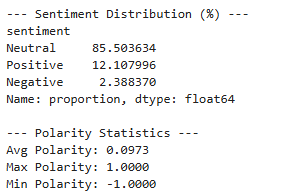 --- Sentiment Distribution (%) ---
sentiment
Neutral     85.503634
Positive    12.107996
Negative     2.388370
Name: proportion, dtype: float64

--- Polarity Statistics ---
Avg Polarity: 0.0973
Max Polarity: 1.0000
Min Polarity: -1.0000